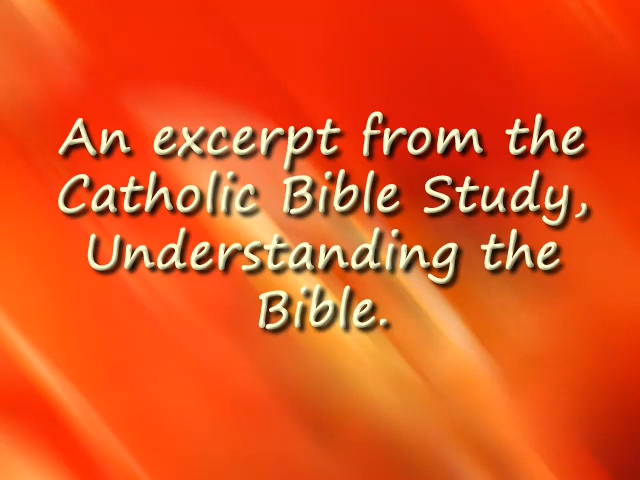 An excerpt from the
Catholic Bible Study,
Understanding the
Bible.